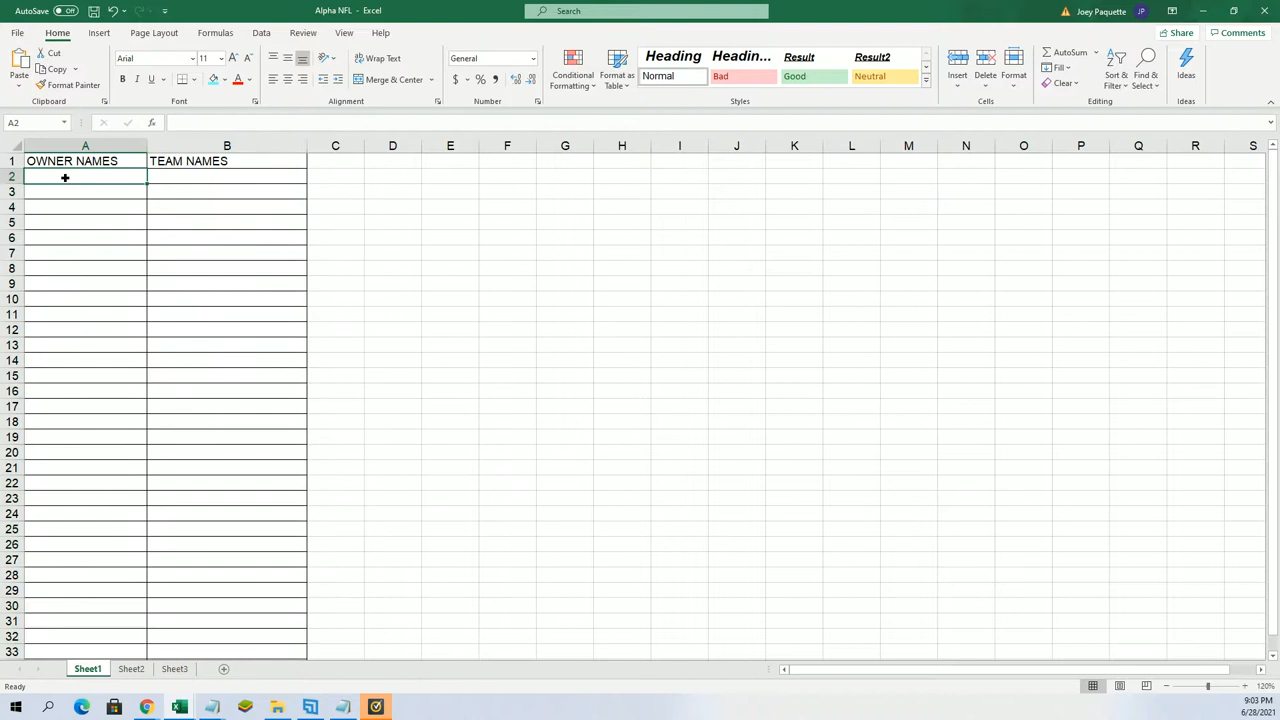 AutoSave Off Alpha NFL - Excel Search Joey Paquette JP
File Home Insert Page Layout Formulas Data Review View Help Share Comments
Cut
Copy
Format Painter
Paste
Clipboard
Arial 11
B I U
Font
Wrap Text
Merge & Center
Alignment
General
$ % ,
Number
Conditional Formatting
Format as Table
Heading Headin... Result Result2
Normal Bad Good Neutral
Styles
Insert Delete Format
Cells
AutoSum
Fill
Clear
Sort & Filter
Find & Select
Editing
Ideas
Ideas
A2 fx
A B C D E F G H I J K L M N O P Q R S
1 OWNER NAMES TEAM NAMES
2
3
4
5
6
7
8
9
10
11
12
13
14
15
16
17
18
19
20
21
22
23
24
25
26
27
28
29
30
31
32
33
Sheet1 Sheet2 Sheet3
Ready 120%
9:03 PM
6/28/2021